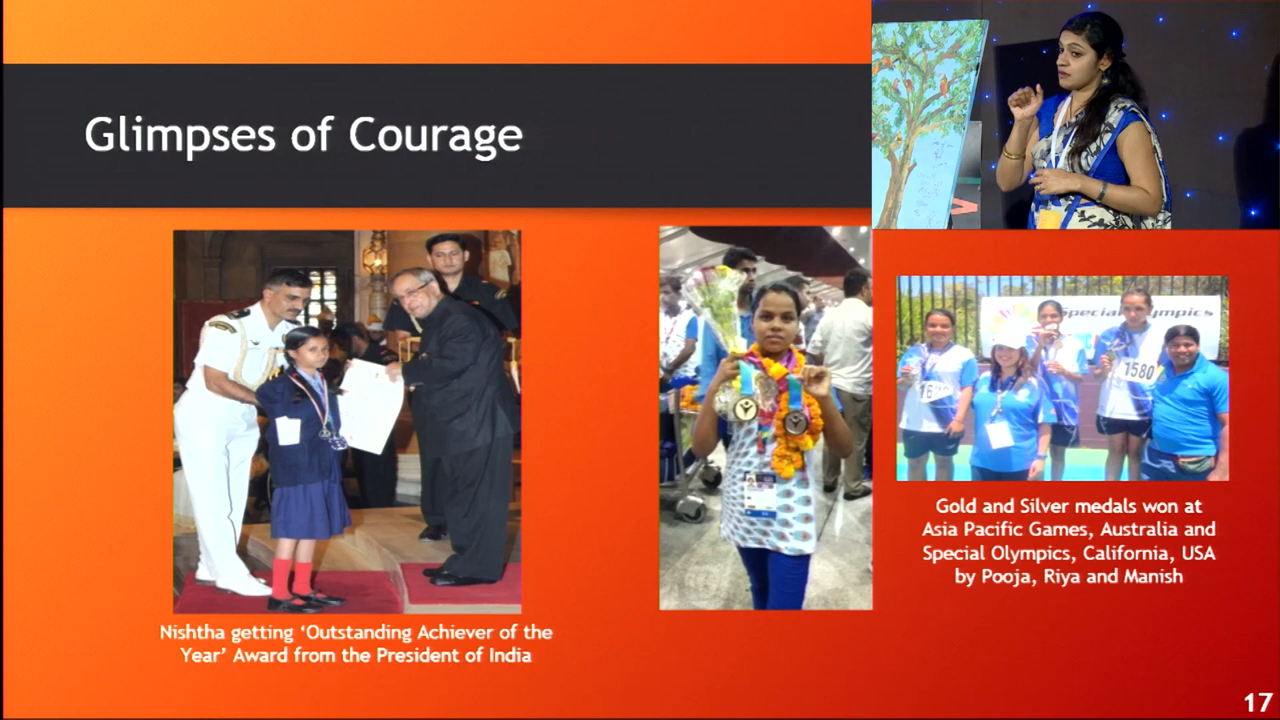 Glimpses of Courage
Special Olympics
1580
Nishtha getting ‘Outstanding Achiever of the
Year’ Award from the President of India
Gold and Silver medals won at
Asia Pacific Games, Australia and
Special Olympics, California, USA
by Pooja, Riya and Manish
17